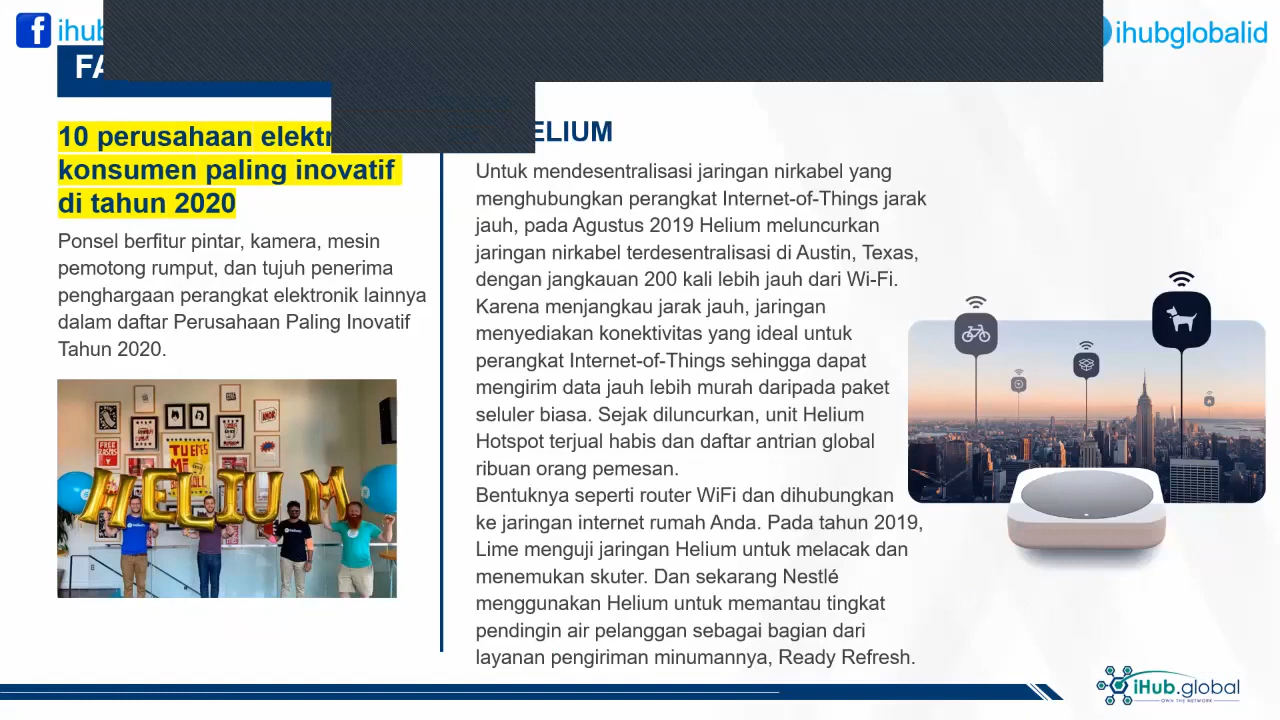 ihubglobalid
10 perusahaan
konsumen paling inovatif
di tahun 2020
Ponsel berfitur pintar, kamera, mesin
pemotong rumput, dan tujuh penerima
penghargaan perangkat elektronik lainnya
dalam daftar Perusahaan Paling Inovatif
Tahun 2020.
HELIUM
Untuk mendesentralisasi jaringan nirkabel yang
menghubungkan perangkat Internet-of-Things jarak
jauh, pada Agustus 2019 Helium meluncurkan
jaringan nirkabel terdesentralisasi di Austin, Texas,
dengan jangkauan 200 kali lebih jauh dari Wi-Fi.
Karena menjangkau jarak jauh, jaringan
menyediakan konektivitas yang ideal untuk
perangkat Internet-of-Things sehingga dapat
mengirim data jauh lebih murah daripada paket
seluler biasa. Sejak diluncurkan, unit Helium
Hotspot terjual habis dan daftar antrian global
ribuan orang pemesan.
Bentuknya seperti router WiFi dan dihubungkan
ke jaringan internet rumah Anda. Pada tahun 2019,
Lime menguji jaringan Helium untuk melacak dan
menemukan skuter. Dan sekarang Nestlé
menggunakan Helium untuk memantau tingkat
pendingin air pelanggan sebagai bagian dari
layanan pengiriman minumannya, Ready Refresh.
iHub.global
OWN THE NETWORK